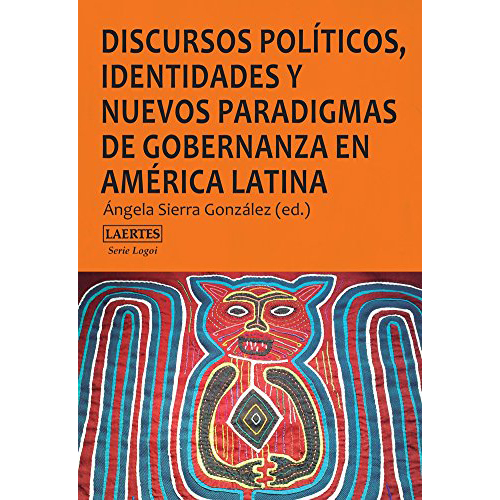 DISCURSOS POLÍTICOS,
IDENTIDADES Y
NUEVOS PARADIGMAS
DE GOBERNANZA EN
AMÉRICA LATINA
Ángela Sierra González (ed.)
LAERTES
Serie Logoi